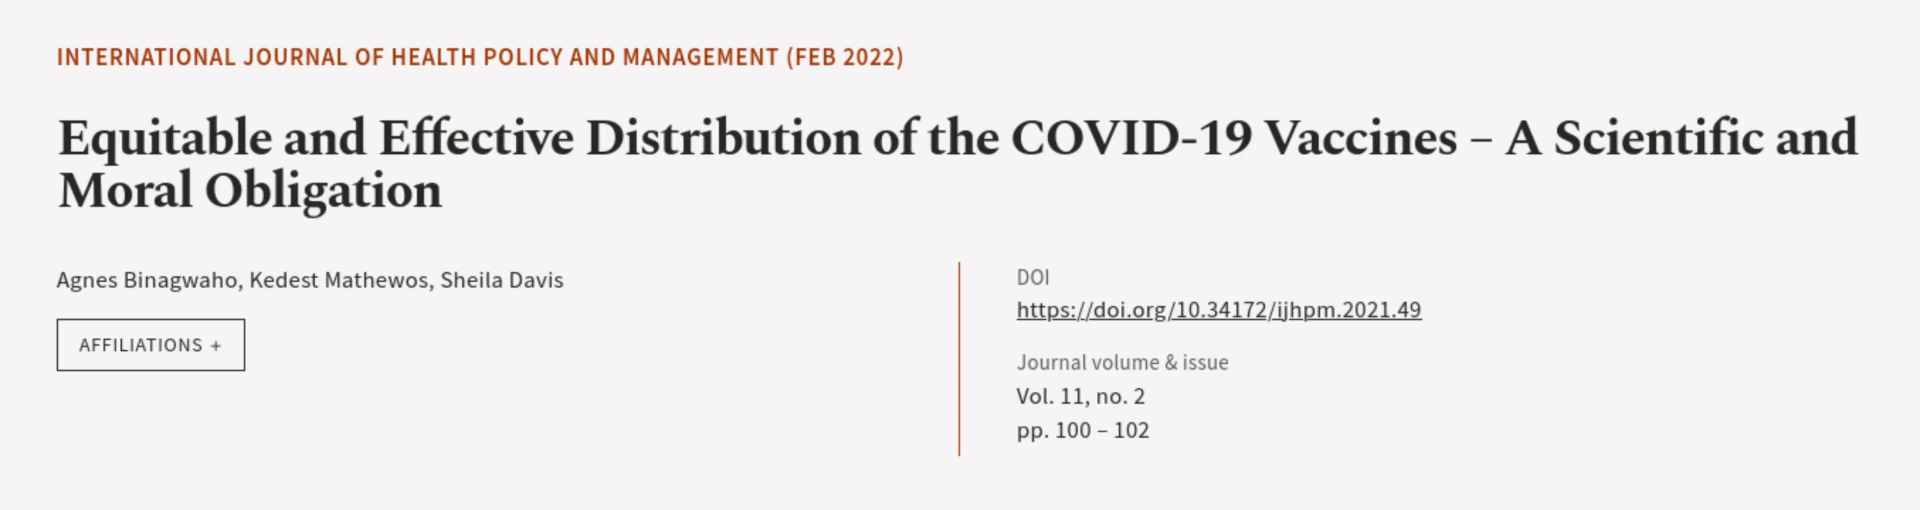 INTERNATIONAL JOURNAL OF HEALTH POLICY AND MANAGEMENT (FEB 2022)
Equitable and Effective Distribution of the COVID-19 Vaccines – A Scientific and
Moral Obligation
Agnes Binagwaho, Kedest Mathewos, Sheila Davis
AFFILIATIONS +
DOI
https://doi.org/10.34172/ijhpm.2021.49
Journal volume & issue
Vol. 11, no. 2
pp. 100 – 102